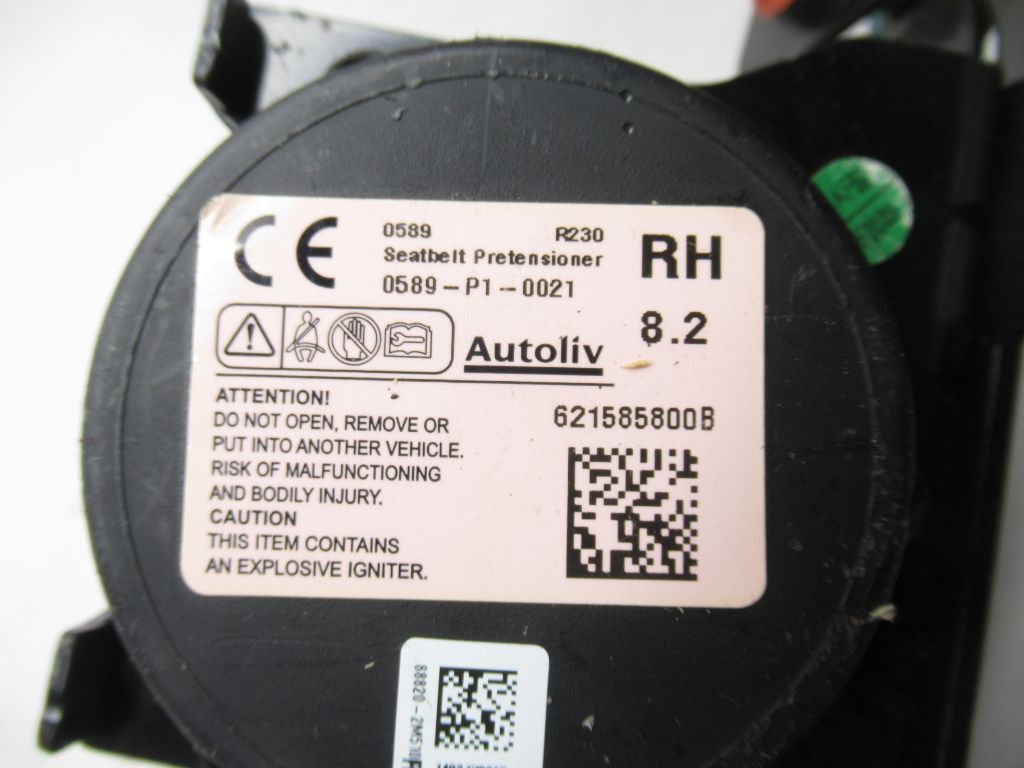 CE
0589 R230
Seatbelt Pretensioner
0589-P1-0021
RH
8.2
Autoliv
621585800B
ATTENTION!
DO NOT OPEN, REMOVE OR
PUT INTO ANOTHER VEHICLE.
RISK OF MALFUNCTIONING
AND BODILY INJURY.
CAUTION
THIS ITEM CONTAINS
AN EXPLOSIVE IGNITER.